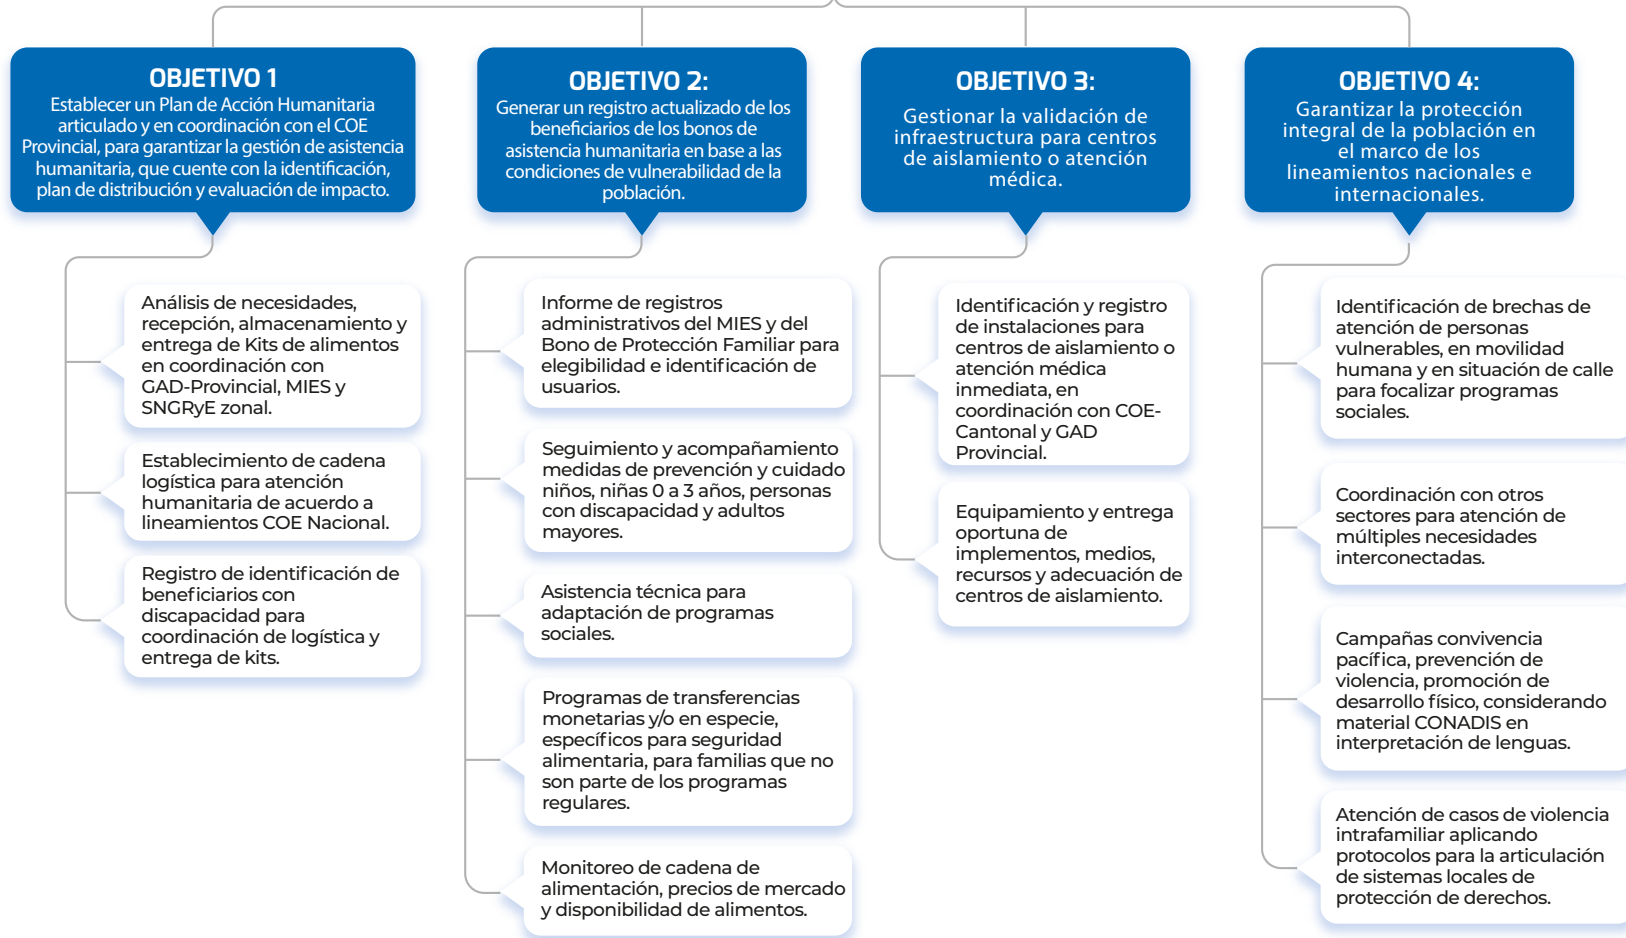 OBJETIVO 1
Establecer un Plan de Acción Humanitaria
articulado y en coordinación con el COE
Provincial, para garantizar la gestión de asistencia
humanitaria, que cuente con la identificación,
plan de distribución y evaluación de impacto.
Análisis de necesidades,
recepción, almacenamiento y
entrega de Kits de alimentos
en coordinación con
GAD-Provincial, MIES y
SNGRyE zonal.
Establecimiento de cadena
logística para atención
humanitaria de acuerdo a
lineamientos COE Nacional.
Registro de identificación de
beneficiarios con
discapacidad para
coordinación de logística y
entrega de kits.
OBJETIVO 2:
Generar un registro actualizado de los
beneficiarios de los bonos de
asistencia humanitaria en base a las
condiciones de vulnerabilidad de la
población.
Informe de registros
administrativos del MIES y del
Bono de Protección Familiar para
elegibilidad e identificación de
usuarios.
Seguimiento y acompañamiento
medidas de prevención y cuidado
niños, niñas 0 a 3 años, personas
con discapacidad y adultos
mayores.
Asistencia técnica para
adaptación de programas
sociales.
Programas de transferencias
monetarias y/o en especie,
específicos para seguridad
alimentaria, para familias que no
son parte de los programas
regulares.
Monitoreo de cadena de
alimentación, precios de mercado
y disponibilidad de alimentos.
OBJETIVO 3:
Gestionar la validación de
infraestructura para centros
de aislamiento o atención
médica.
Identificación y registro
de instalaciones para
centros de aislamiento o
atención médica
inmediata, en
coordinación con COE-
Cantonal y GAD
Provincial.
Equipamiento y entrega
oportuna de
implementos, medios,
recursos y adecuación de
centros de aislamiento.
OBJETIVO 4:
Garantizar la protección
integral de la población en
el marco de los
lineamientos nacionales e
internacionales.
Identificación de brechas de
atención de personas
vulnerables, en movilidad
humana y en situación de calle
para focalizar programas
sociales.
Coordinación con otros
sectores para atención de
múltiples necesidades
interconectadas.
Campañas convivencia
pacífica, prevención de
violencia, promoción de
desarrollo físico, considerando
material CONADIS en
interpretación de lenguas.
Atención de casos de violencia
intrafamiliar aplicando
protocolos para la articulación
de sistemas locales de
protección de derechos.